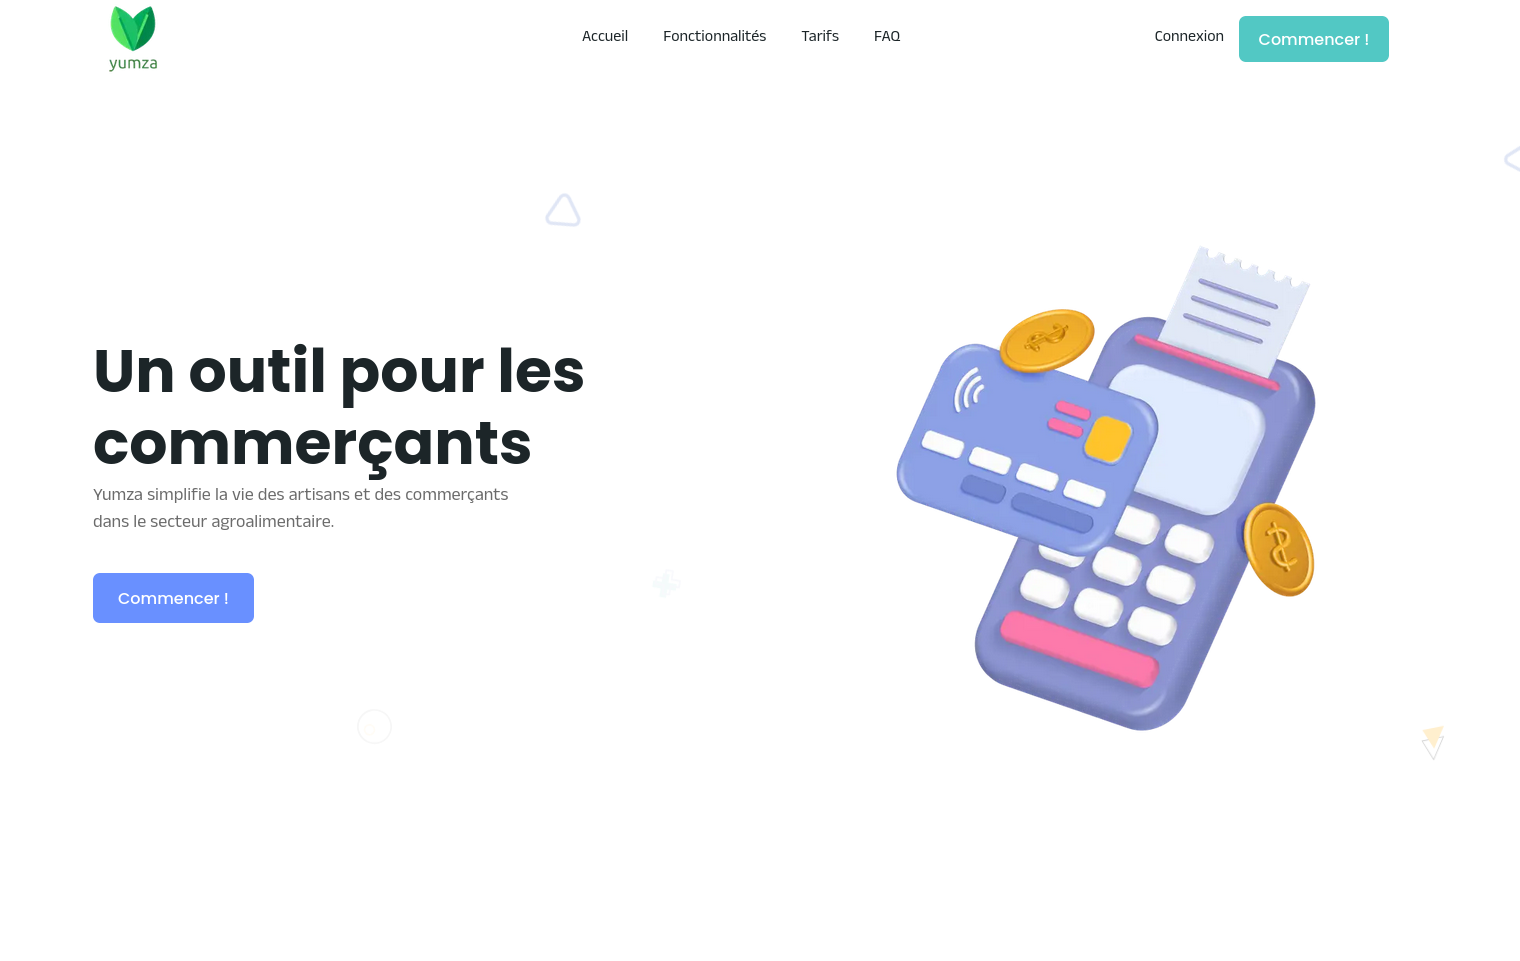 yumza
Accueil
Fonctionnalités
Tarifs
FAQ
Connexion
Commencer !
Un outil pour les
commerçants
Yumza simplifie la vie des artisans et des commerçants
dans le secteur agroalimentaire.
Commencer !